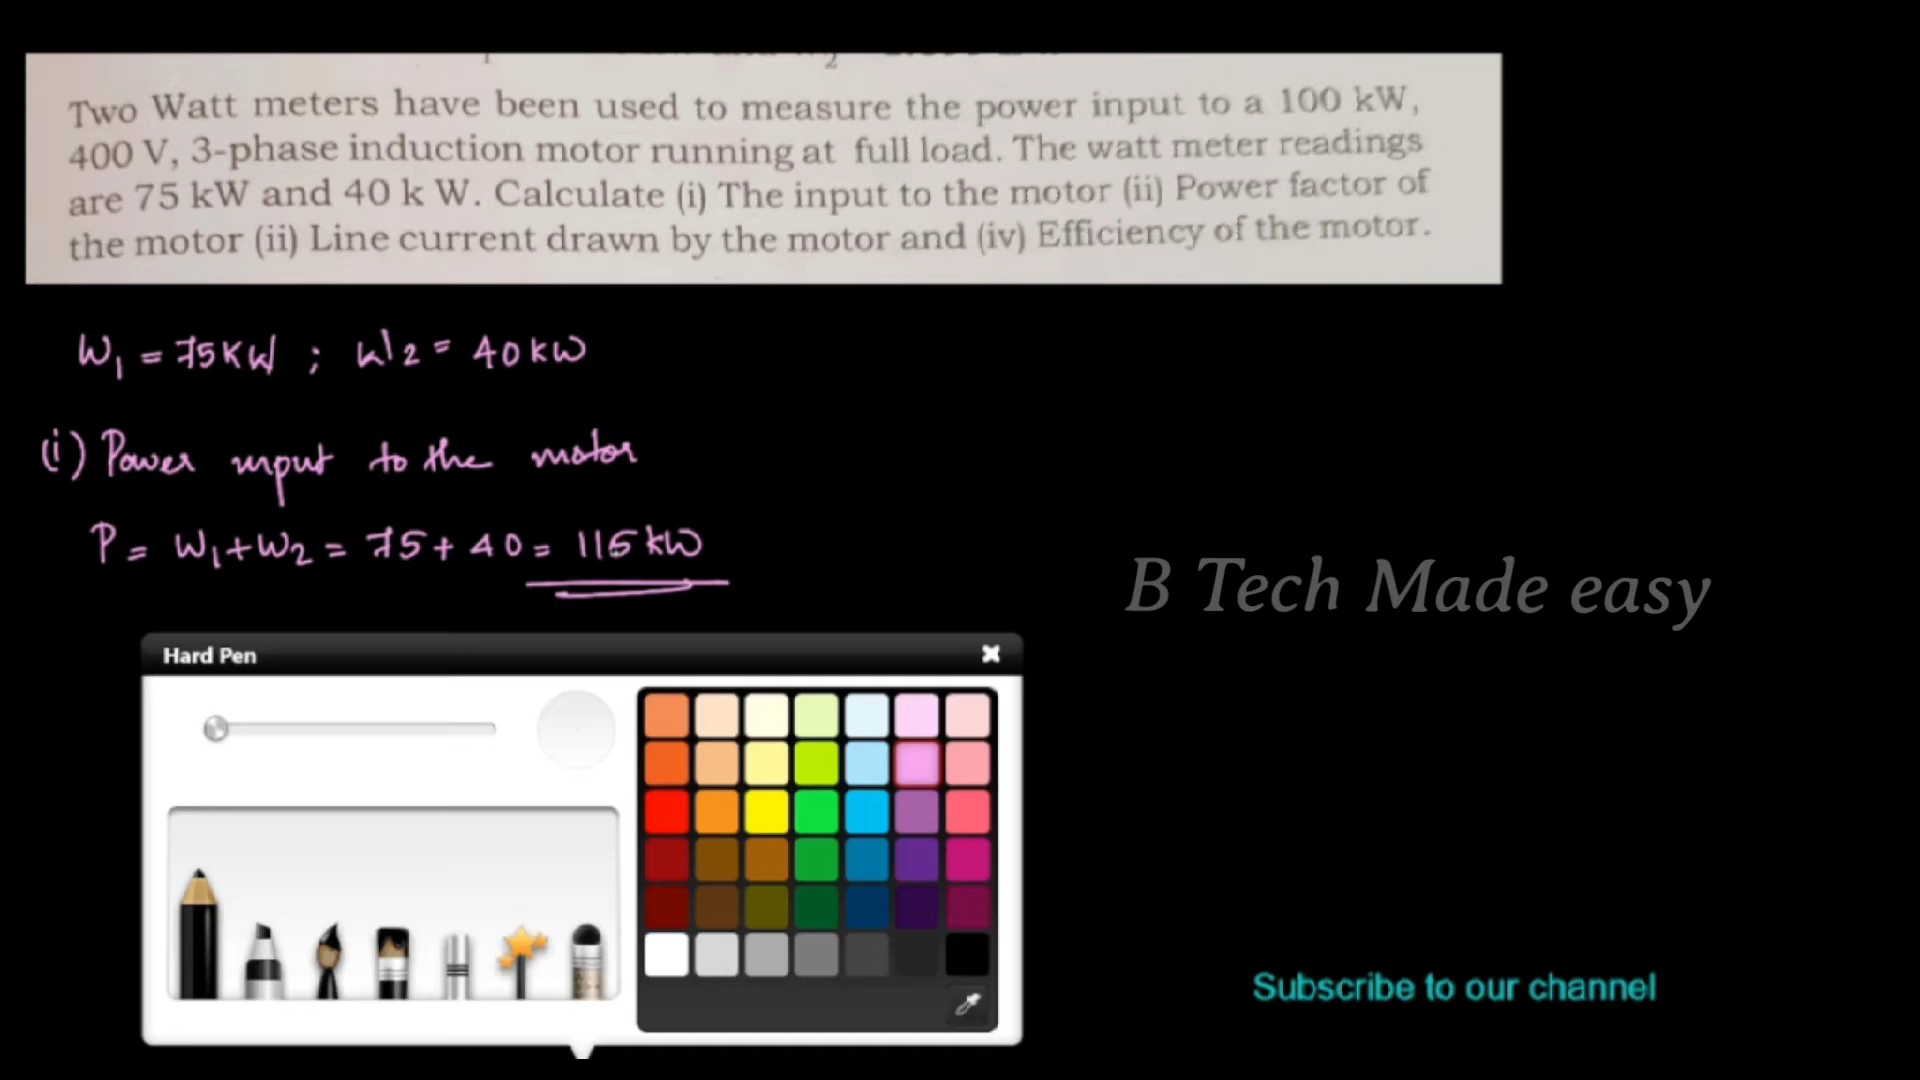 Two Watt meters have been used to measure the power input to a 100 kW,
400 V, 3-phase induction motor running at full load. The watt meter readings
are 75 kW and 40 k W. Calculate (i) The input to the motor (ii) Power factor of
the motor (ii) Line current drawn by the motor and (iv) Efficiency of the motor.
W₁ = 75KW ; W2 = 40kW
(i) Power input to the motor
P = W₁+W₂ = 75+40 = 115kW
B Tech Made easy
Hard Pen
Subscribe to our channel